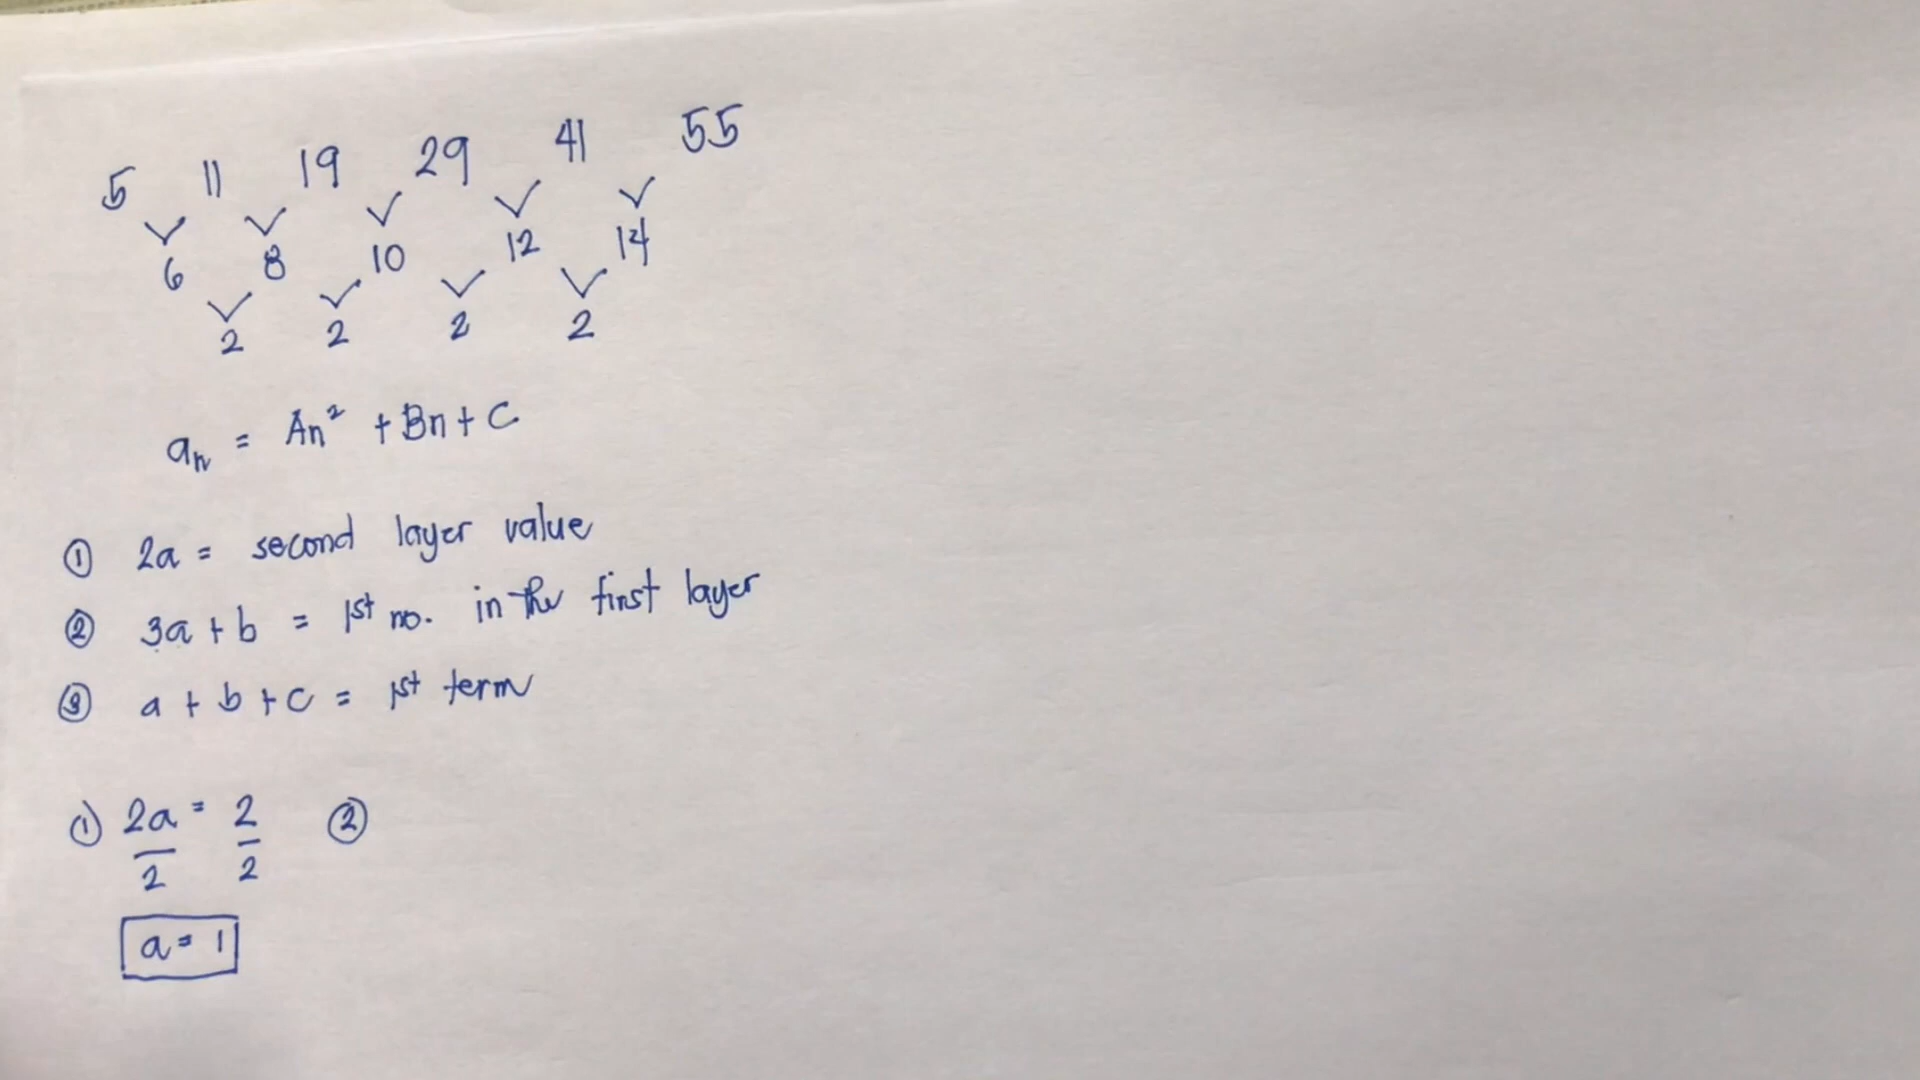 5 11 19 29 41 55
6 8 10 12 14
2 2 2 2
aₙ = An² + Bn + C
① 2a = second layer value
② 3a + b = 1st no. in the first layer
③ a + b + c = 1st term
① 2a = 2 ②
2 2
a = 1